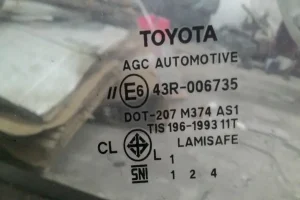 TOYOTA
AGC AUTOMOTIVE
// E6 43R-006735
DOT-207 M374 AS1
TIS 196-1993 11T
CL L LAMISAFE
1
SNI 1 2 4